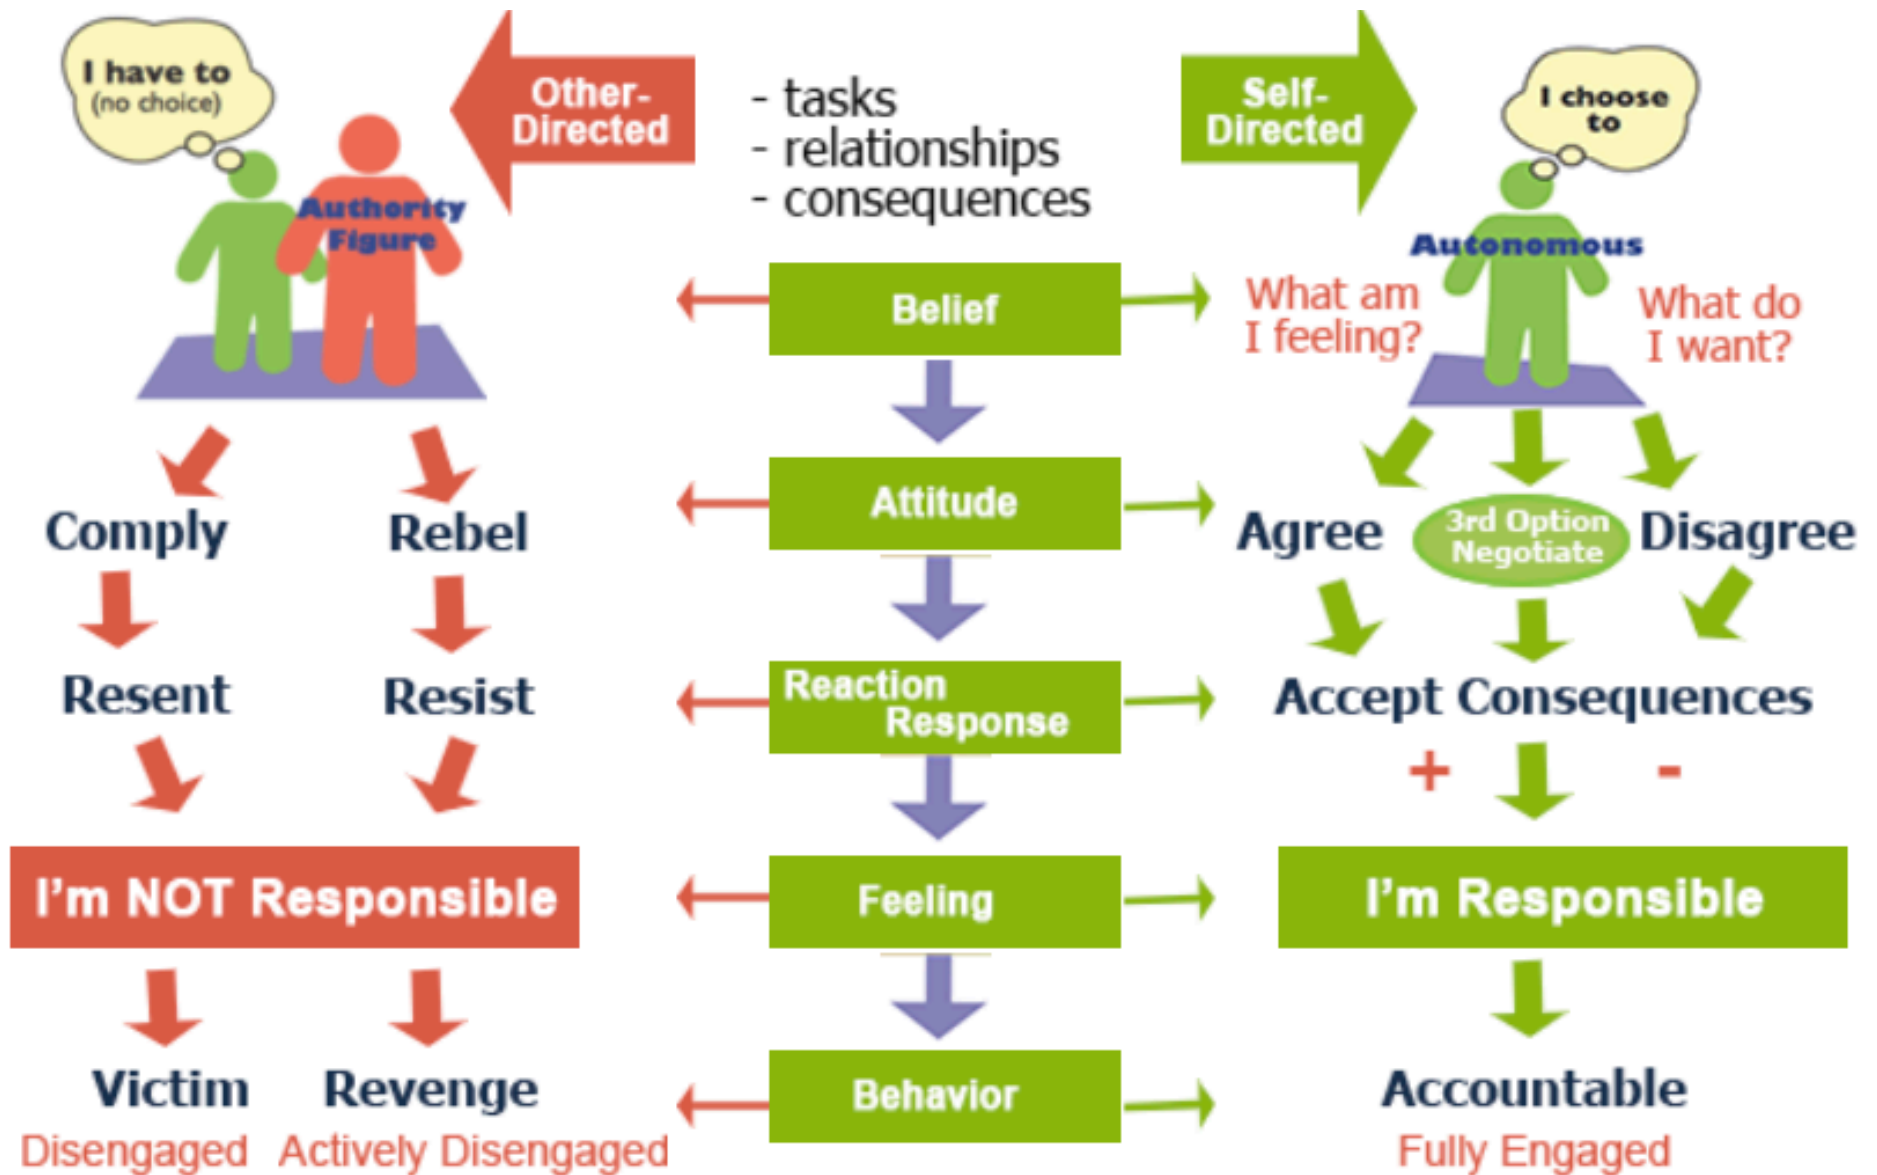 I have to
(no choice)
Authority
Figure
Other-
Directed
- tasks
- relationships
- consequences
Self-
Directed
I choose
to
Autonomous
What am
I feeling?
What do
I want?
Belief
Comply
Rebel
Attitude
Agree
3rd Option
Negotiate
Disagree
Resent
Resist
Reaction
Response
Accept Consequences
+
-
I'm NOT Responsible
Feeling
I'm Responsible
Victim
Revenge
Behavior
Accountable
Disengaged
Actively Disengaged
Fully Engaged